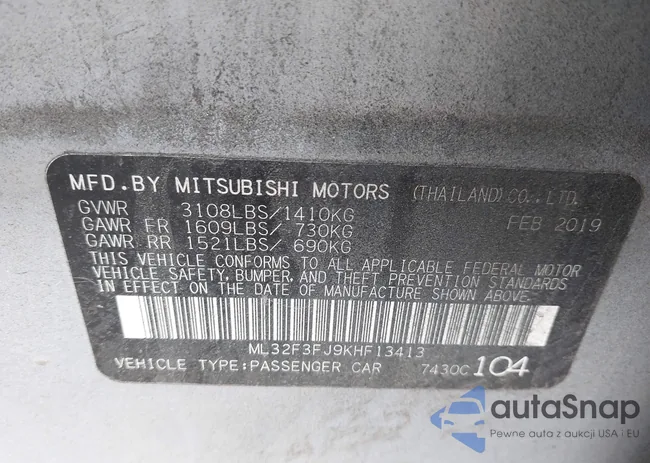 MFD.BY MITSUBISHI MOTORS (THAILAND) CO., LTD.
GVWR 3108LBS/1410KG FEB 2019
GAWR FR 1609LBS/ 730KG
GAWR RR 1521LBS/ 690KG
THIS VEHICLE CONFORMS TO ALL APPLICABLE FEDERAL MOTOR
VEHICLE SAFETY, BUMPER, AND THEFT PREVENTION STANDARDS
IN EFFECT ON THE DATE OF MANUFACTURE SHOWN ABOVE.
ML32F3FJ9KHF13413
VEHICLE TYPE:PASSENGER CAR 7430C 104
autaSnap
Pewne auta z aukcji USA i EU